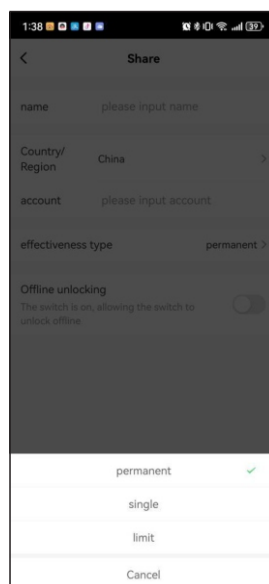 1:38
39
Share
name
please input name
Country/
Region
China
account
please input account
effectiveness type
permanent
Offline unlocking
The switch is on, allowing the switch to
unlock offline
permanent
single
limit
Cancel